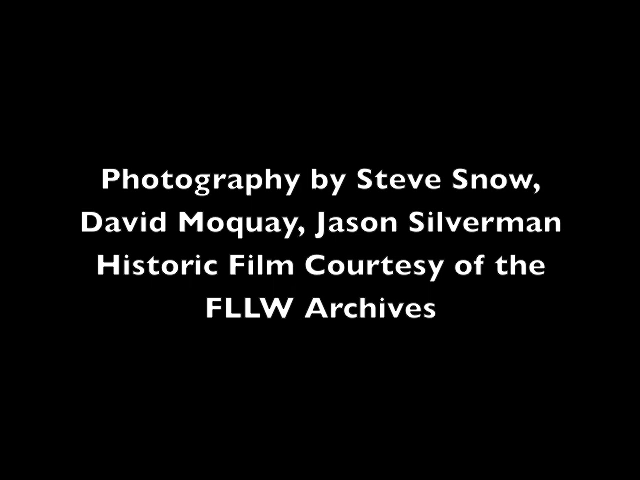 Photography by Steve Snow,
David Moquay, Jason Silverman
Historic Film Courtesy of the
FLLW Archives